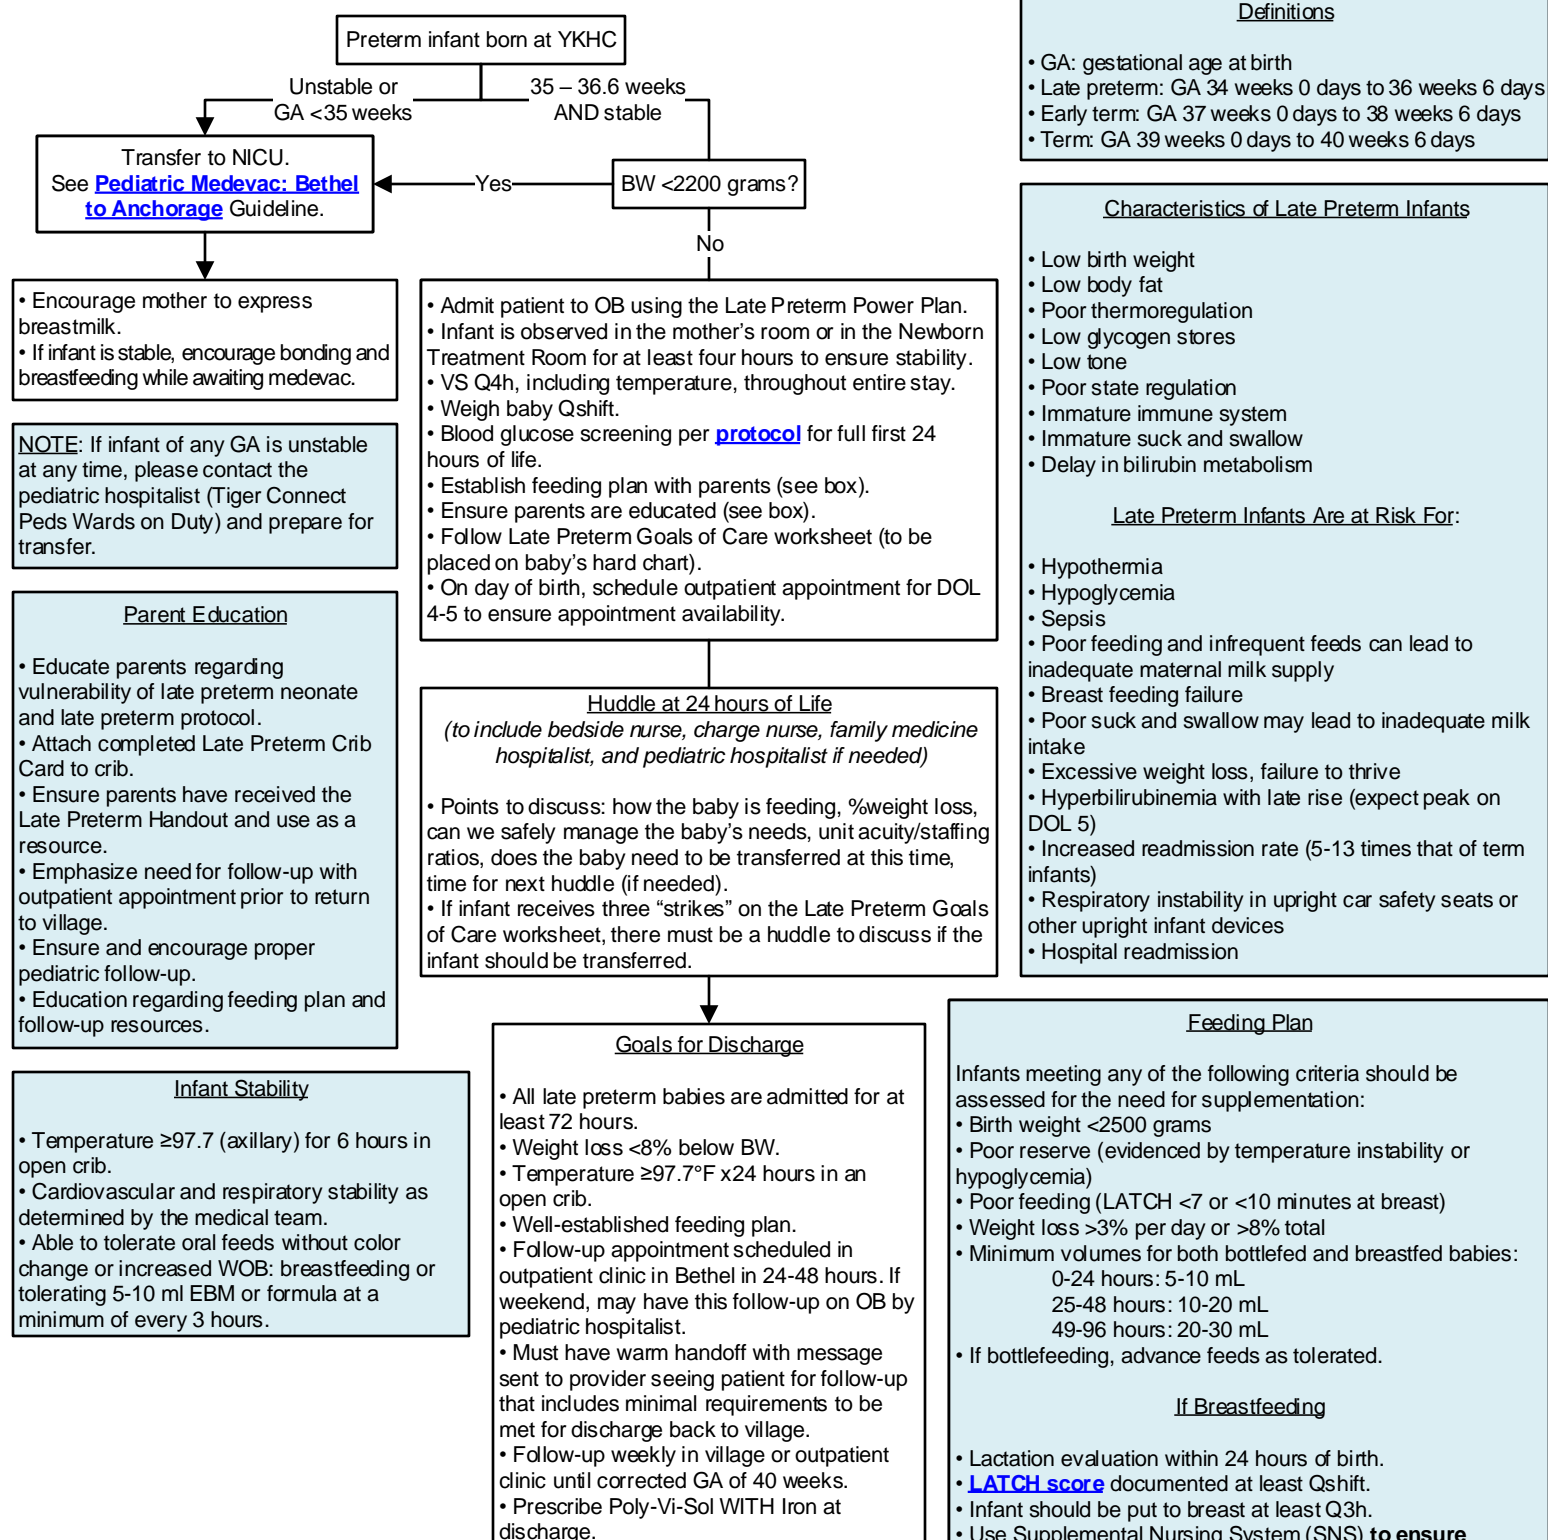 Preterm infant born at YKHC
Unstable or
GA <35 weeks
35 – 36.6 weeks
AND stable
Transfer to NICU.
See Pediatric Medevac: Bethel
to Anchorage Guideline.
Yes
BW <2200 grams?
No
• Encourage mother to express
breastmilk.
• If infant is stable, encourage bonding and
breastfeeding while awaiting medevac.
NOTE: If infant of any GA is unstable
at any time, please contact the
pediatric hospitalist (Tiger Connect
Peds Wards on Duty) and prepare for
transfer.
Parent Education
• Educate parents regarding
vulnerability of late preterm neonate
and late preterm protocol.
• Attach completed Late Preterm Crib
Card to crib.
• Ensure parents have received the
Late Preterm Handout and use as a
resource.
• Emphasize need for follow-up with
outpatient appointment prior to return
to village.
• Ensure and encourage proper
pediatric follow-up.
• Education regarding feeding plan and
follow-up resources.
Infant Stability
• Temperature ≥97.7 (axillary) for 6 hours in
open crib.
• Cardiovascular and respiratory stability as
determined by the medical team.
• Able to tolerate oral feeds without color
change or increased WOB: breastfeeding or
tolerating 5-10 ml EBM or formula at a
minimum of every 3 hours.
• Admit patient to OB using the Late Preterm Power Plan.
• Infant is observed in the mother's room or in the Newborn
Treatment Room for at least four hours to ensure stability.
• VS Q4h, including temperature, throughout entire stay.
• Weigh baby Qshift.
• Blood glucose screening per protocol for full first 24
hours of life.
• Establish feeding plan with parents (see box).
• Ensure parents are educated (see box).
• Follow Late Preterm Goals of Care worksheet (to be
placed on baby's hard chart).
• On day of birth, schedule outpatient appointment for DOL
4-5 to ensure appointment availability.
Huddle at 24 hours of Life
(to include bedside nurse, charge nurse, family medicine
hospitalist, and pediatric hospitalist if needed)
• Points to discuss: how the baby is feeding, %weight loss,
can we safely manage the baby's needs, unit acuity/staffing
ratios, does the baby need to be transferred at this time,
time for next huddle (if needed).
• If infant receives three "strikes" on the Late Preterm Goals
of Care worksheet, there must be a huddle to discuss if the
infant should be transferred.
Goals for Discharge
• All late preterm babies are admitted for at
least 72 hours.
• Weight loss <8% below BW.
• Temperature ≥97.7°F x24 hours in an
open crib.
• Well-established feeding plan.
• Follow-up appointment scheduled in
outpatient clinic in Bethel in 24-48 hours. If
weekend, may have this follow-up on OB by
pediatric hospitalist.
• Must have warm handoff with message
sent to provider seeing patient for follow-up
that includes minimal requirements to be
met for discharge back to village.
• Follow-up weekly in village or outpatient
clinic until corrected GA of 40 weeks.
• Prescribe Poly-Vi-Sol WITH Iron at
discharge.
Definitions
• GA: gestational age at birth
• Late preterm: GA 34 weeks 0 days to 36 weeks 6 days
• Early term: GA 37 weeks 0 days to 38 weeks 6 days
• Term: GA 39 weeks 0 days to 40 weeks 6 days
Characteristics of Late Preterm Infants
• Low birth weight
• Low body fat
• Poor thermoregulation
• Low glycogen stores
• Low tone
• Poor state regulation
• Immature immune system
• Immature suck and swallow
• Delay in bilirubin metabolism
Late Preterm Infants Are at Risk For:
• Hypothermia
• Hypoglycemia
• Sepsis
• Poor feeding and infrequent feeds can lead to
inadequate maternal milk supply
• Breast feeding failure
• Poor suck and swallow may lead to inadequate milk
intake
• Excessive weight loss, failure to thrive
• Hyperbilirubinemia with late rise (expect peak on
DOL 5)
• Increased readmission rate (5-13 times that of term
infants)
• Respiratory instability in upright car safety seats or
other upright infant devices
• Hospital readmission
Feeding Plan
Infants meeting any of the following criteria should be
assessed for the need for supplementation:
• Birth weight <2500 grams
• Poor reserve (evidenced by temperature instability or
hypoglycemia)
• Poor feeding (LATCH <7 or <10 minutes at breast)
• Weight loss >3% per day or >8% total
• Minimum volumes for both bottlefed and breastfed babies:
0-24 hours: 5-10 mL
25-48 hours: 10-20 mL
49-96 hours: 20-30 mL
• If bottlefeeding, advance feeds as tolerated.
If Breastfeeding
• Lactation evaluation within 24 hours of birth.
• LATCH score documented at least Qshift.
• Infant should be put to breast at least Q3h.
• Use Supplemental Nursing System (SNS) to ensure